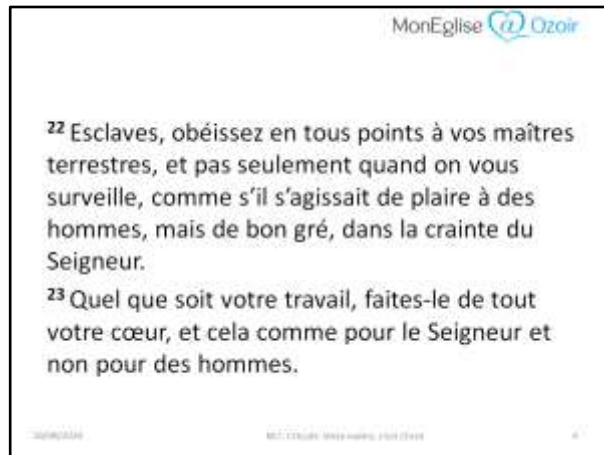 MonEglise @ Ozoir
22 Esclaves, obéissez en tous points à vos maîtres
terrestres, et pas seulement quand on vous
surveille, comme s'il s'agissait de plaire à des
hommes, mais de bon gré, dans la crainte du
Seigneur.
23 Quel que soit votre travail, faites-le de tout
votre cœur, et cela comme pour le Seigneur et
non pour des hommes.